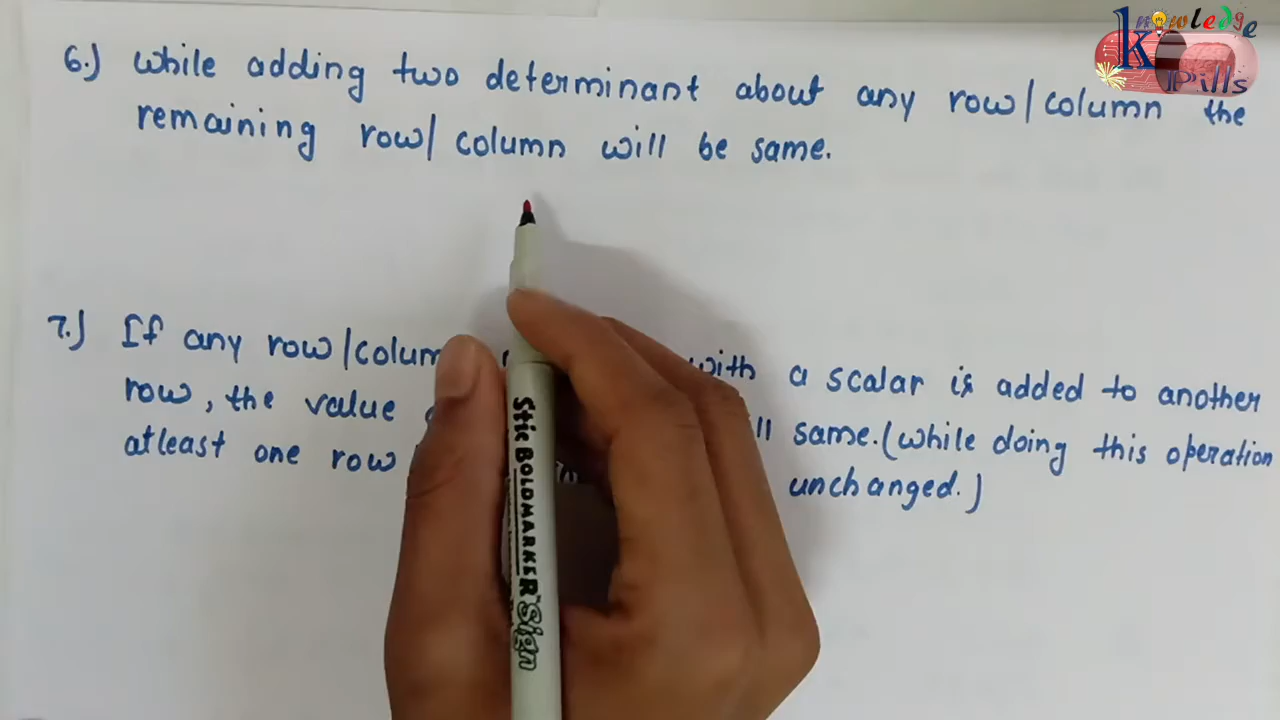 Knowledge
Pills
6.) while adding two determinant about any row/column the
remaining row/column will be same.
7.) If any row/colum with a scalar is added to another
row, the value ll same. (while doing this operation
atleast one row unchanged.)
Stic BOLDMARKER Sign